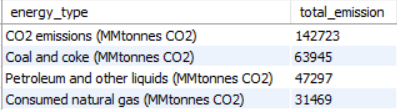 energy_type total_emission
CO2 emissions (MMtonnes CO2) 142723
Coal and coke (MMtonnes CO2) 63945
Petroleum and other liquids (MMtonnes CO2) 47297
Consumed natural gas (MMtonnes CO2) 31469